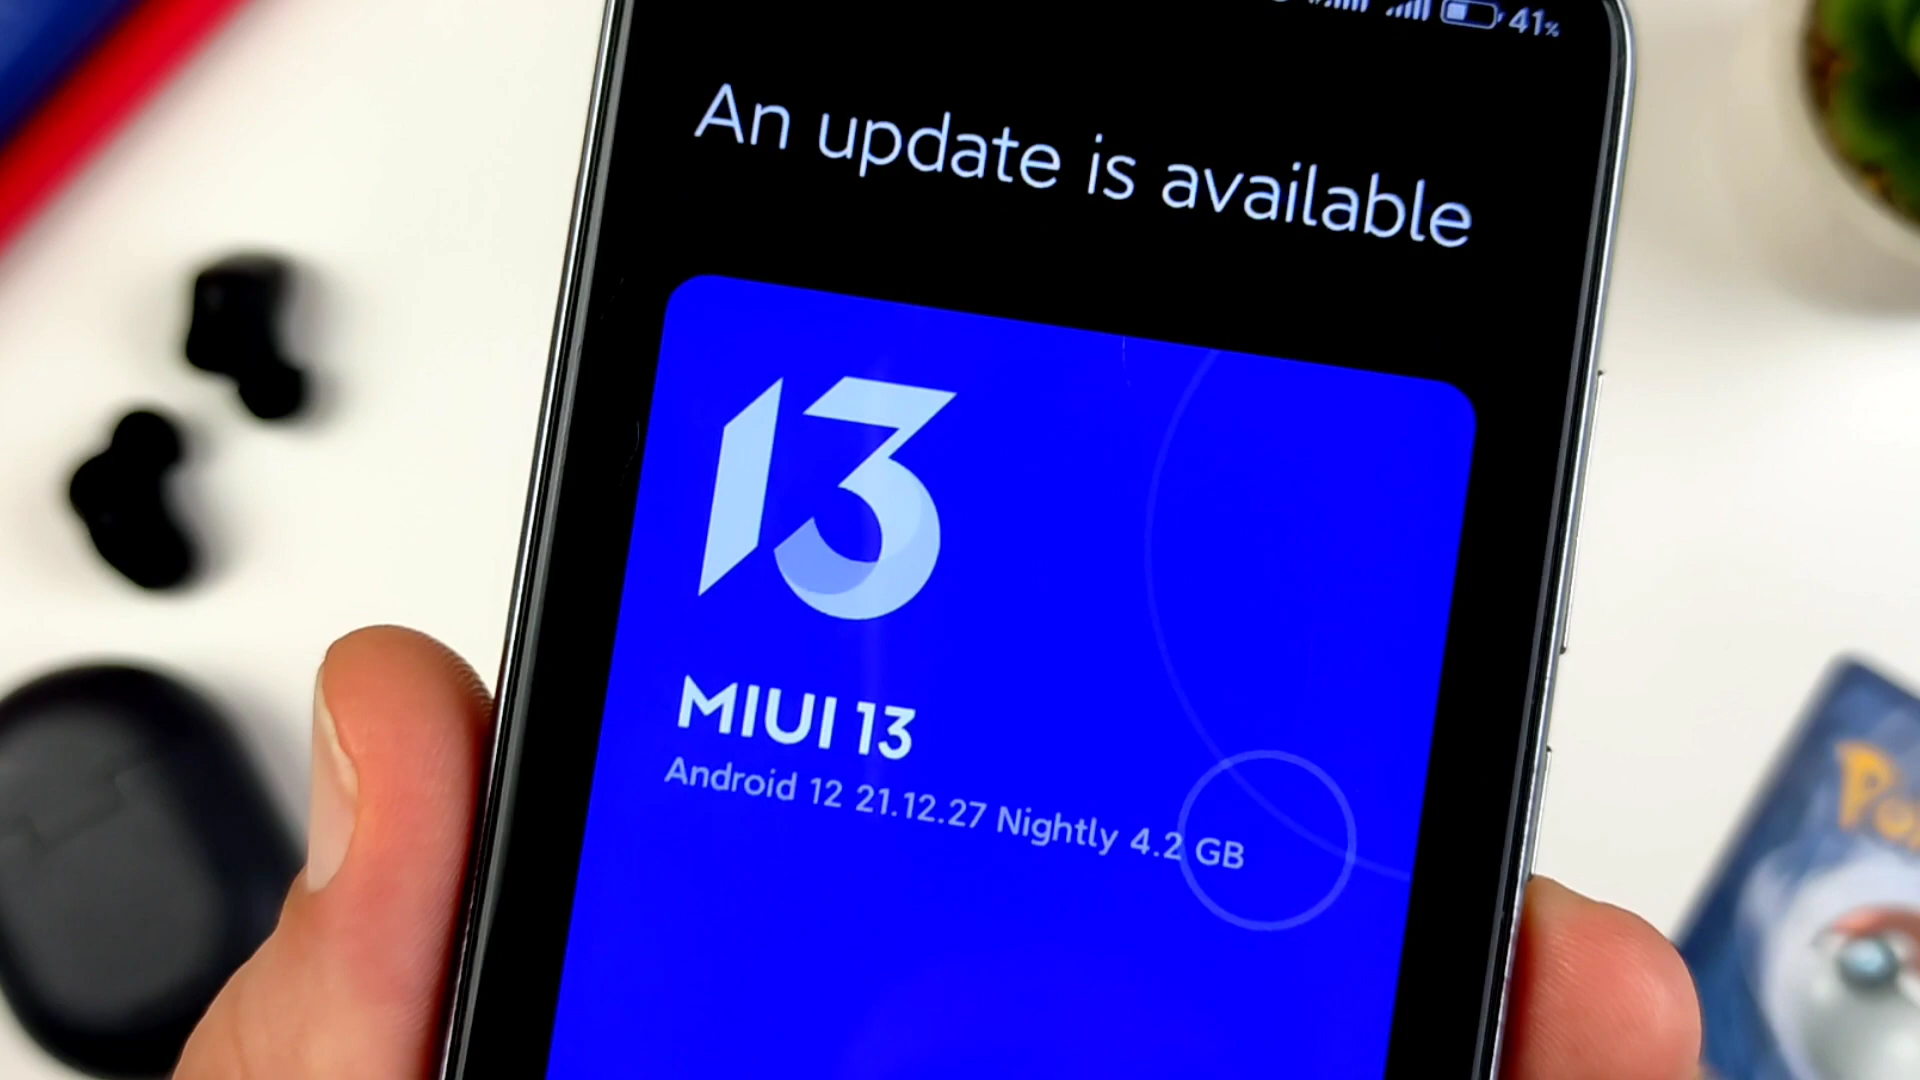 41%
An update is available
13
MIUI 13
Android 12 21.12.27 Nightly 4.2 GB